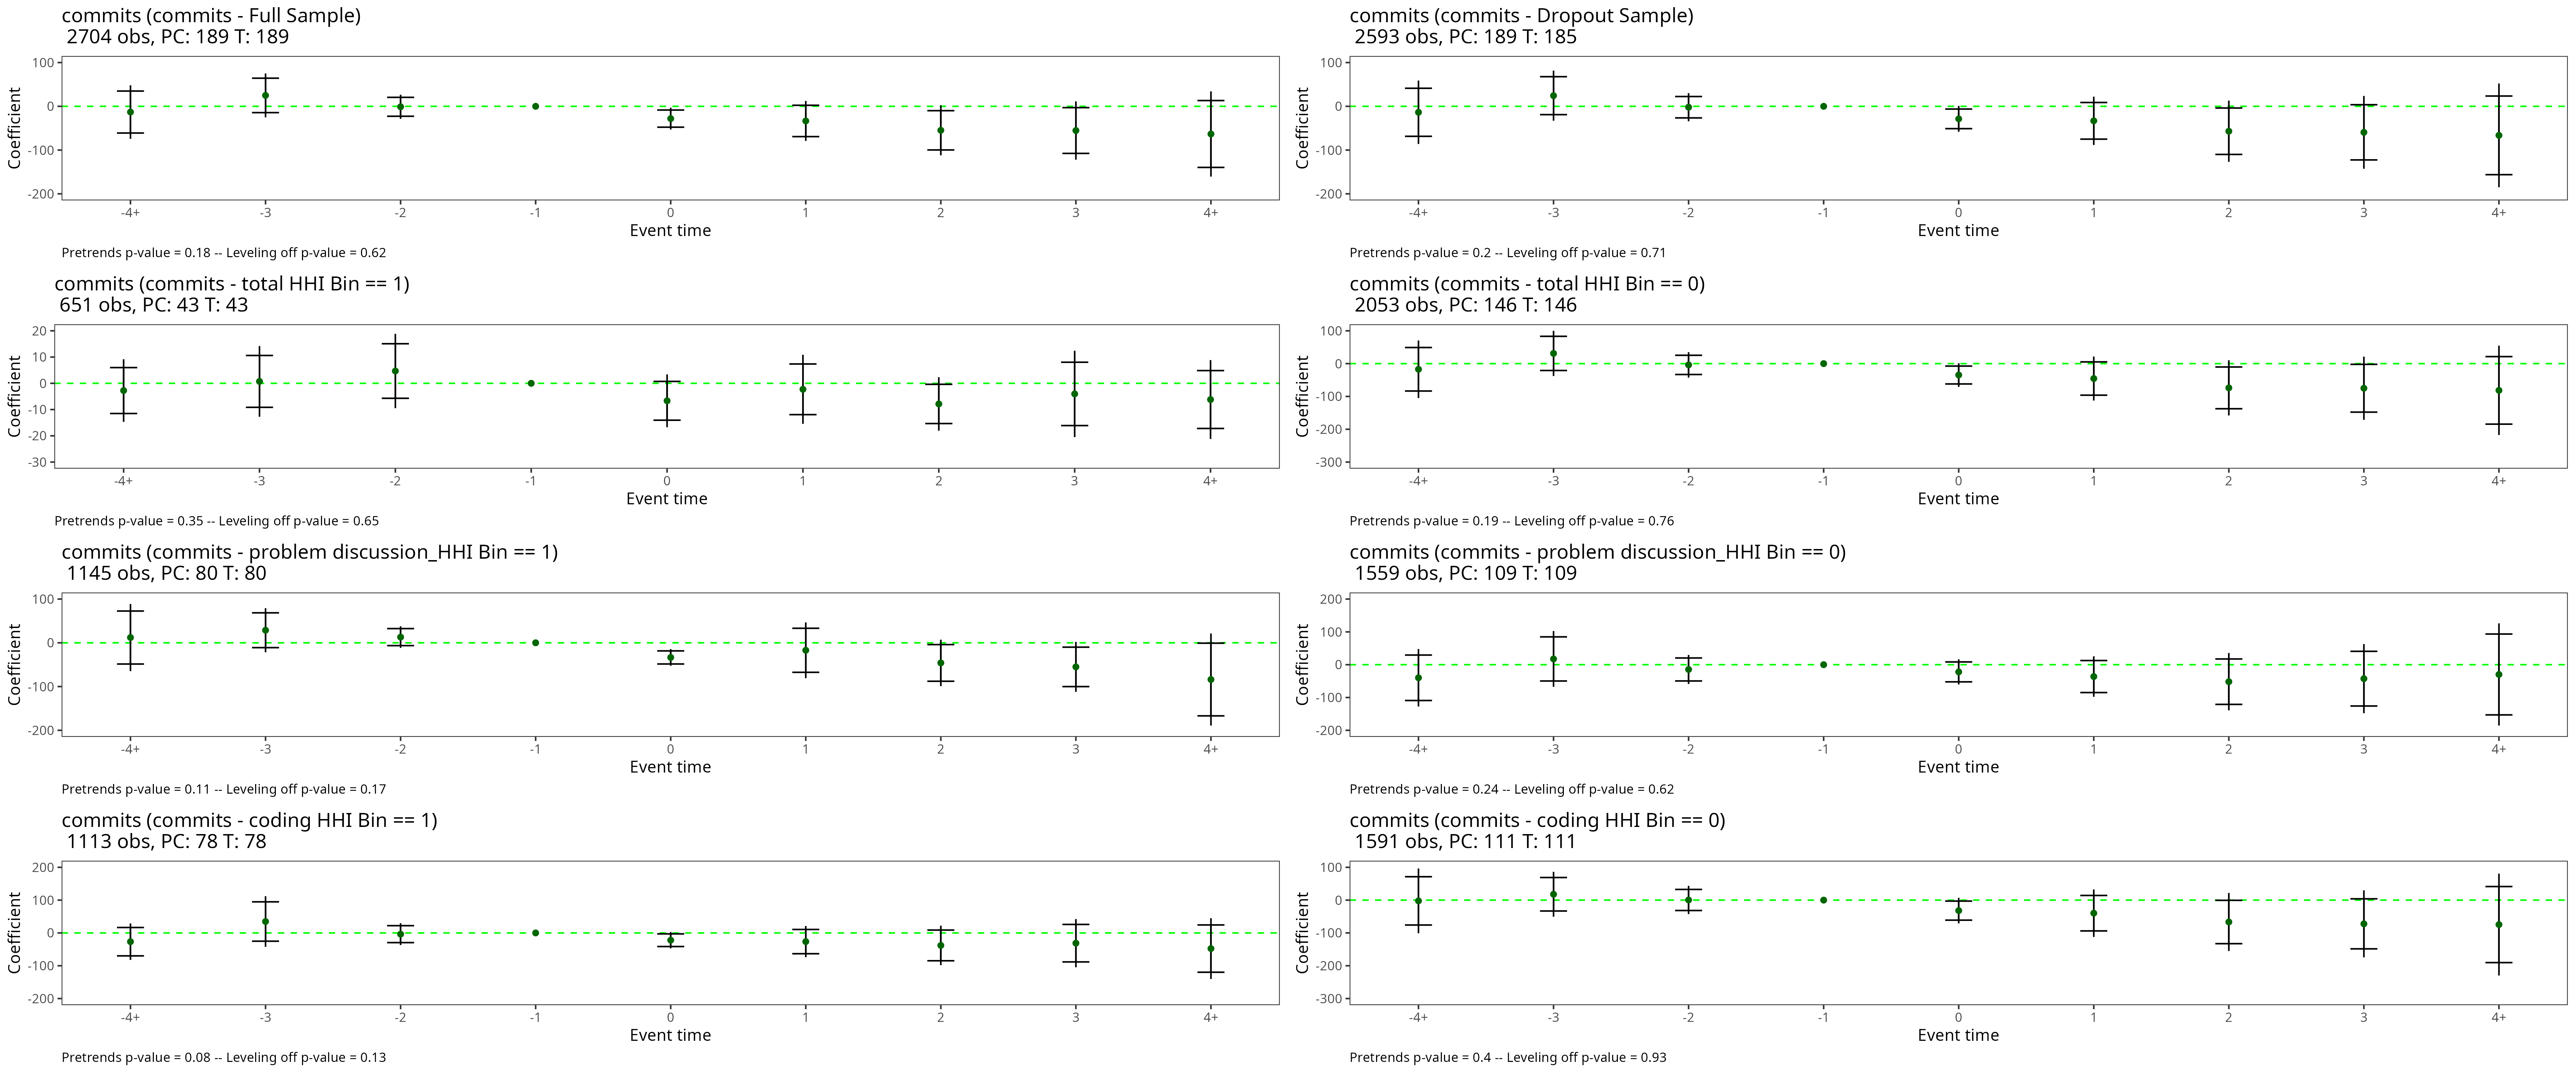 commits (commits - Full Sample)
2704 obs, PC: 189 T: 189
Coefficient
100
0
-100
-200
-4+ -3 -2 -1 0 1 2 3 4+
Event time
Pretrends p-value = 0.18 -- Leveling off p-value = 0.62
commits (commits - Dropout Sample)
2593 obs, PC: 189 T: 185
Coefficient
100
0
-100
-200
-4+ -3 -2 -1 0 1 2 3 4+
Event time
Pretrends p-value = 0.2 -- Leveling off p-value = 0.71
commits (commits - total HHI Bin == 1)
651 obs, PC: 43 T: 43
Coefficient
20
10
0
-10
-20
-30
-4+ -3 -2 -1 0 1 2 3 4+
Event time
Pretrends p-value = 0.35 -- Leveling off p-value = 0.65
commits (commits - total HHI Bin == 0)
2053 obs, PC: 146 T: 146
Coefficient
100
0
-100
-200
-300
-4+ -3 -2 -1 0 1 2 3 4+
Event time
Pretrends p-value = 0.19 -- Leveling off p-value = 0.76
commits (commits - problem discussion_HHI Bin == 1)
1145 obs, PC: 80 T: 80
Coefficient
100
0
-100
-200
-4+ -3 -2 -1 0 1 2 3 4+
Event time
Pretrends p-value = 0.11 -- Leveling off p-value = 0.17
commits (commits - problem discussion_HHI Bin == 0)
1559 obs, PC: 109 T: 109
Coefficient
200
100
0
-100
-200
-4+ -3 -2 -1 0 1 2 3 4+
Event time
Pretrends p-value = 0.24 -- Leveling off p-value = 0.62
commits (commits - coding HHI Bin == 1)
1113 obs, PC: 78 T: 78
Coefficient
200
100
0
-100
-200
-4+ -3 -2 -1 0 1 2 3 4+
Event time
Pretrends p-value = 0.08 -- Leveling off p-value = 0.13
commits (commits - coding HHI Bin == 0)
1591 obs, PC: 111 T: 111
Coefficient
100
0
-100
-200
-300
-4+ -3 -2 -1 0 1 2 3 4+
Event time
Pretrends p-value = 0.4 -- Leveling off p-value = 0.93